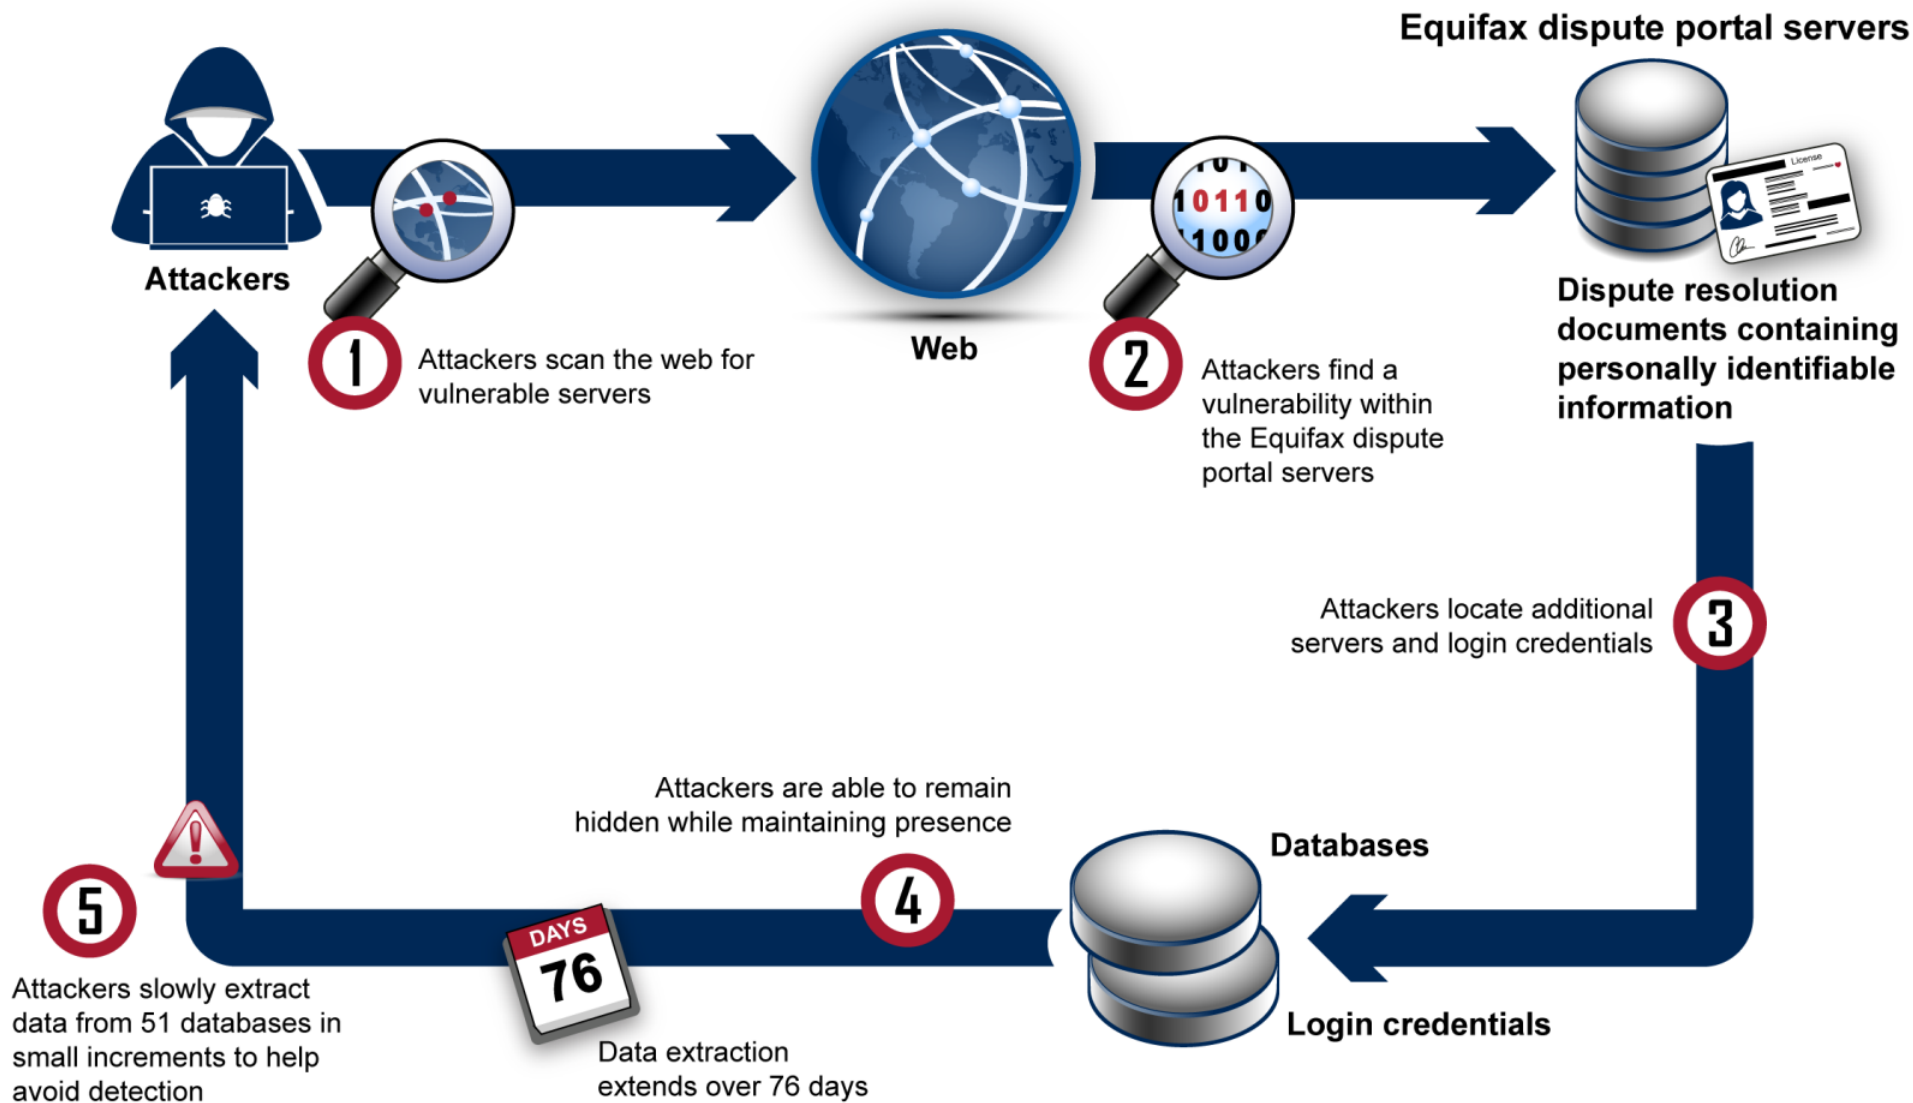 Equifax dispute portal servers
License
101
10110
11000
Attackers
Web
Dispute resolution
documents containing
personally identifiable
information
1
Attackers scan the web for
vulnerable servers
2
Attackers find a
vulnerability within
the Equifax dispute
portal servers
3
Attackers locate additional
servers and login credentials
4
Attackers are able to remain
hidden while maintaining presence
Databases
Login credentials
DAYS
76
Data extraction
extends over 76 days
5
Attackers slowly extract
data from 51 databases in
small increments to help
avoid detection